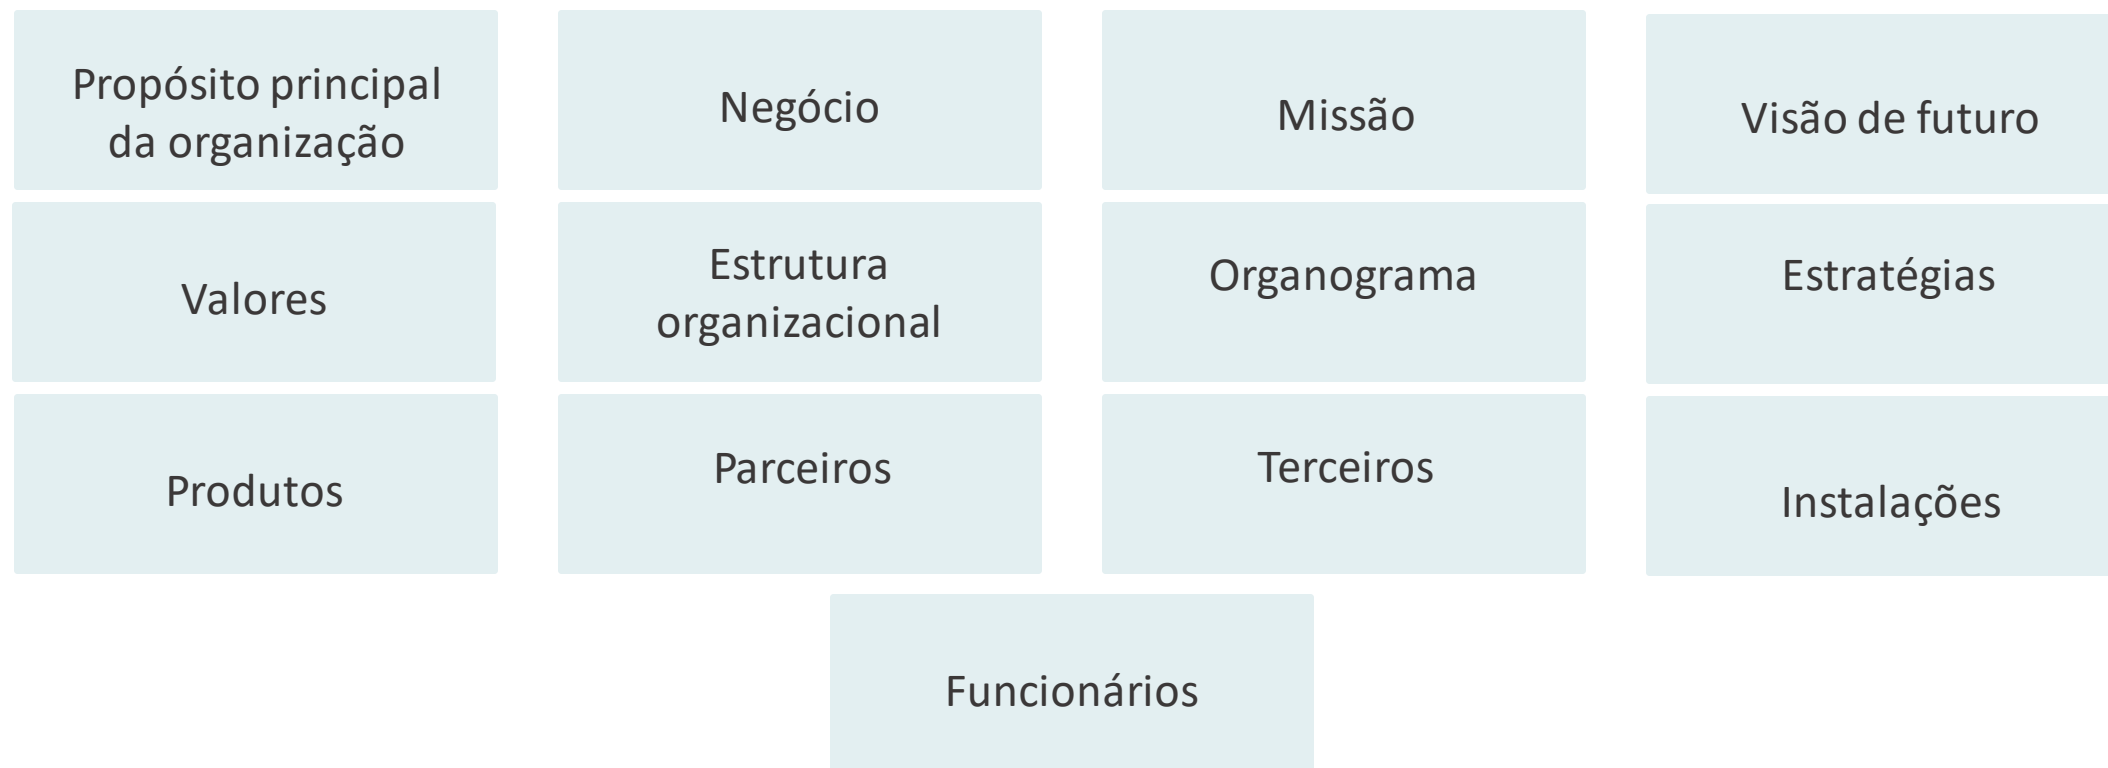 Propósito principal
da organização
Negócio
Missão
Visão de futuro
Valores
Estrutura
organizacional
Organograma
Estratégias
Produtos
Parceiros
Terceiros
Instalações
Funcionários